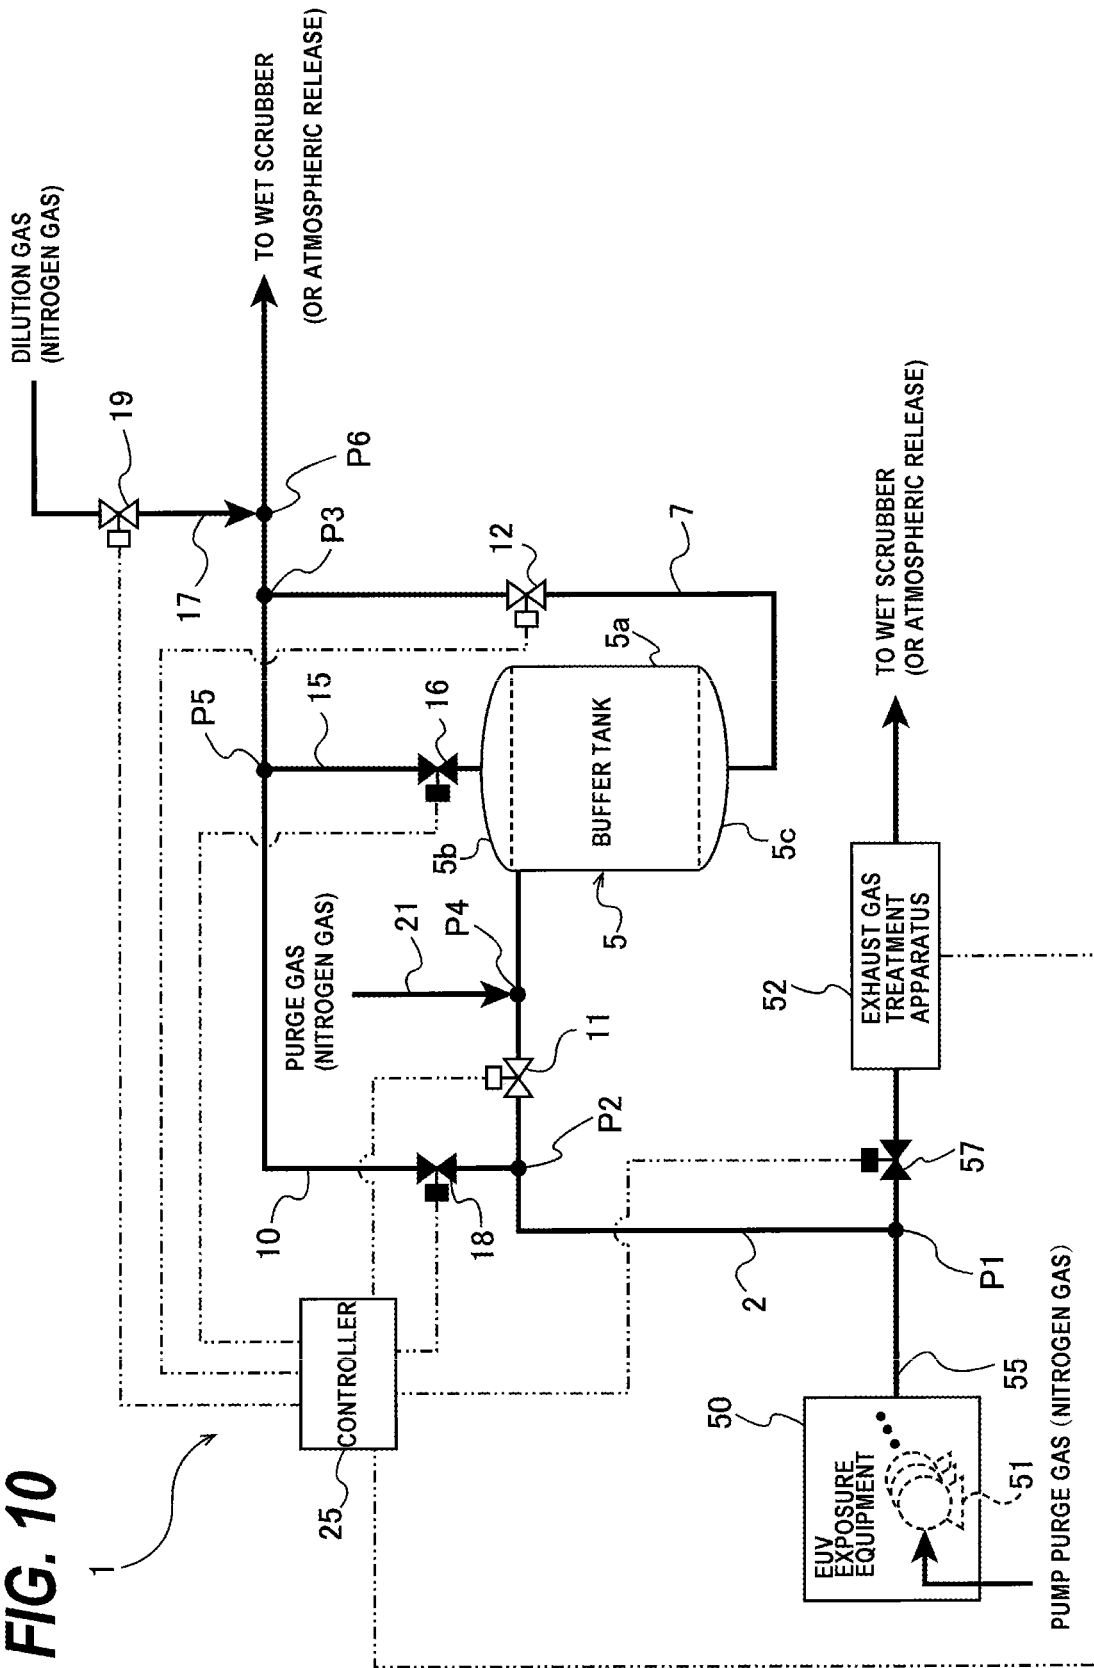 FIG. 10
1
DILUTION GAS
(NITROGEN GAS)
19
17
P6
TO WET SCRUBBER
(OR ATMOSPHERIC RELEASE)
P3
P5
15
16
12
7
5a
5b
BUFFER TANK
5c
5
PURGE GAS
(NITROGEN GAS)
21
P4
11
P2
10
18
CONTROLLER
25
2
TO WET SCRUBBER
(OR ATMOSPHERIC RELEASE)
EXHAUST GAS
TREATMENT
APPARATUS
52
57
P1
55
50
EUV
EXPOSURE
EQUIPMENT
51
PUMP PURGE GAS (NITROGEN GAS)